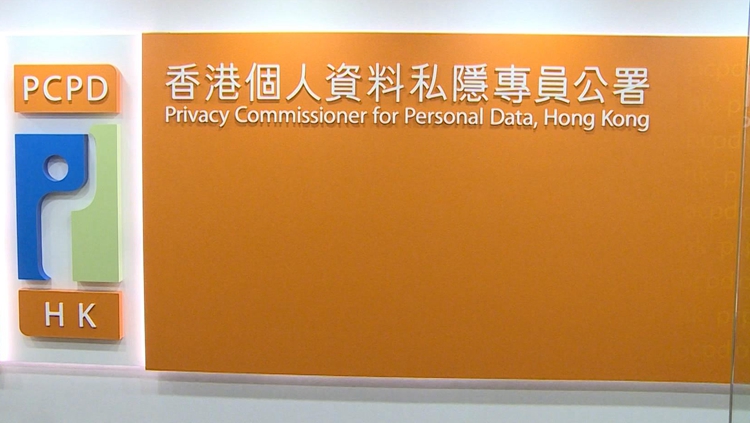 PCPD
HK
香港個人資料私隱專員公署
Privacy Commissioner for Personal Data, Hong Kong